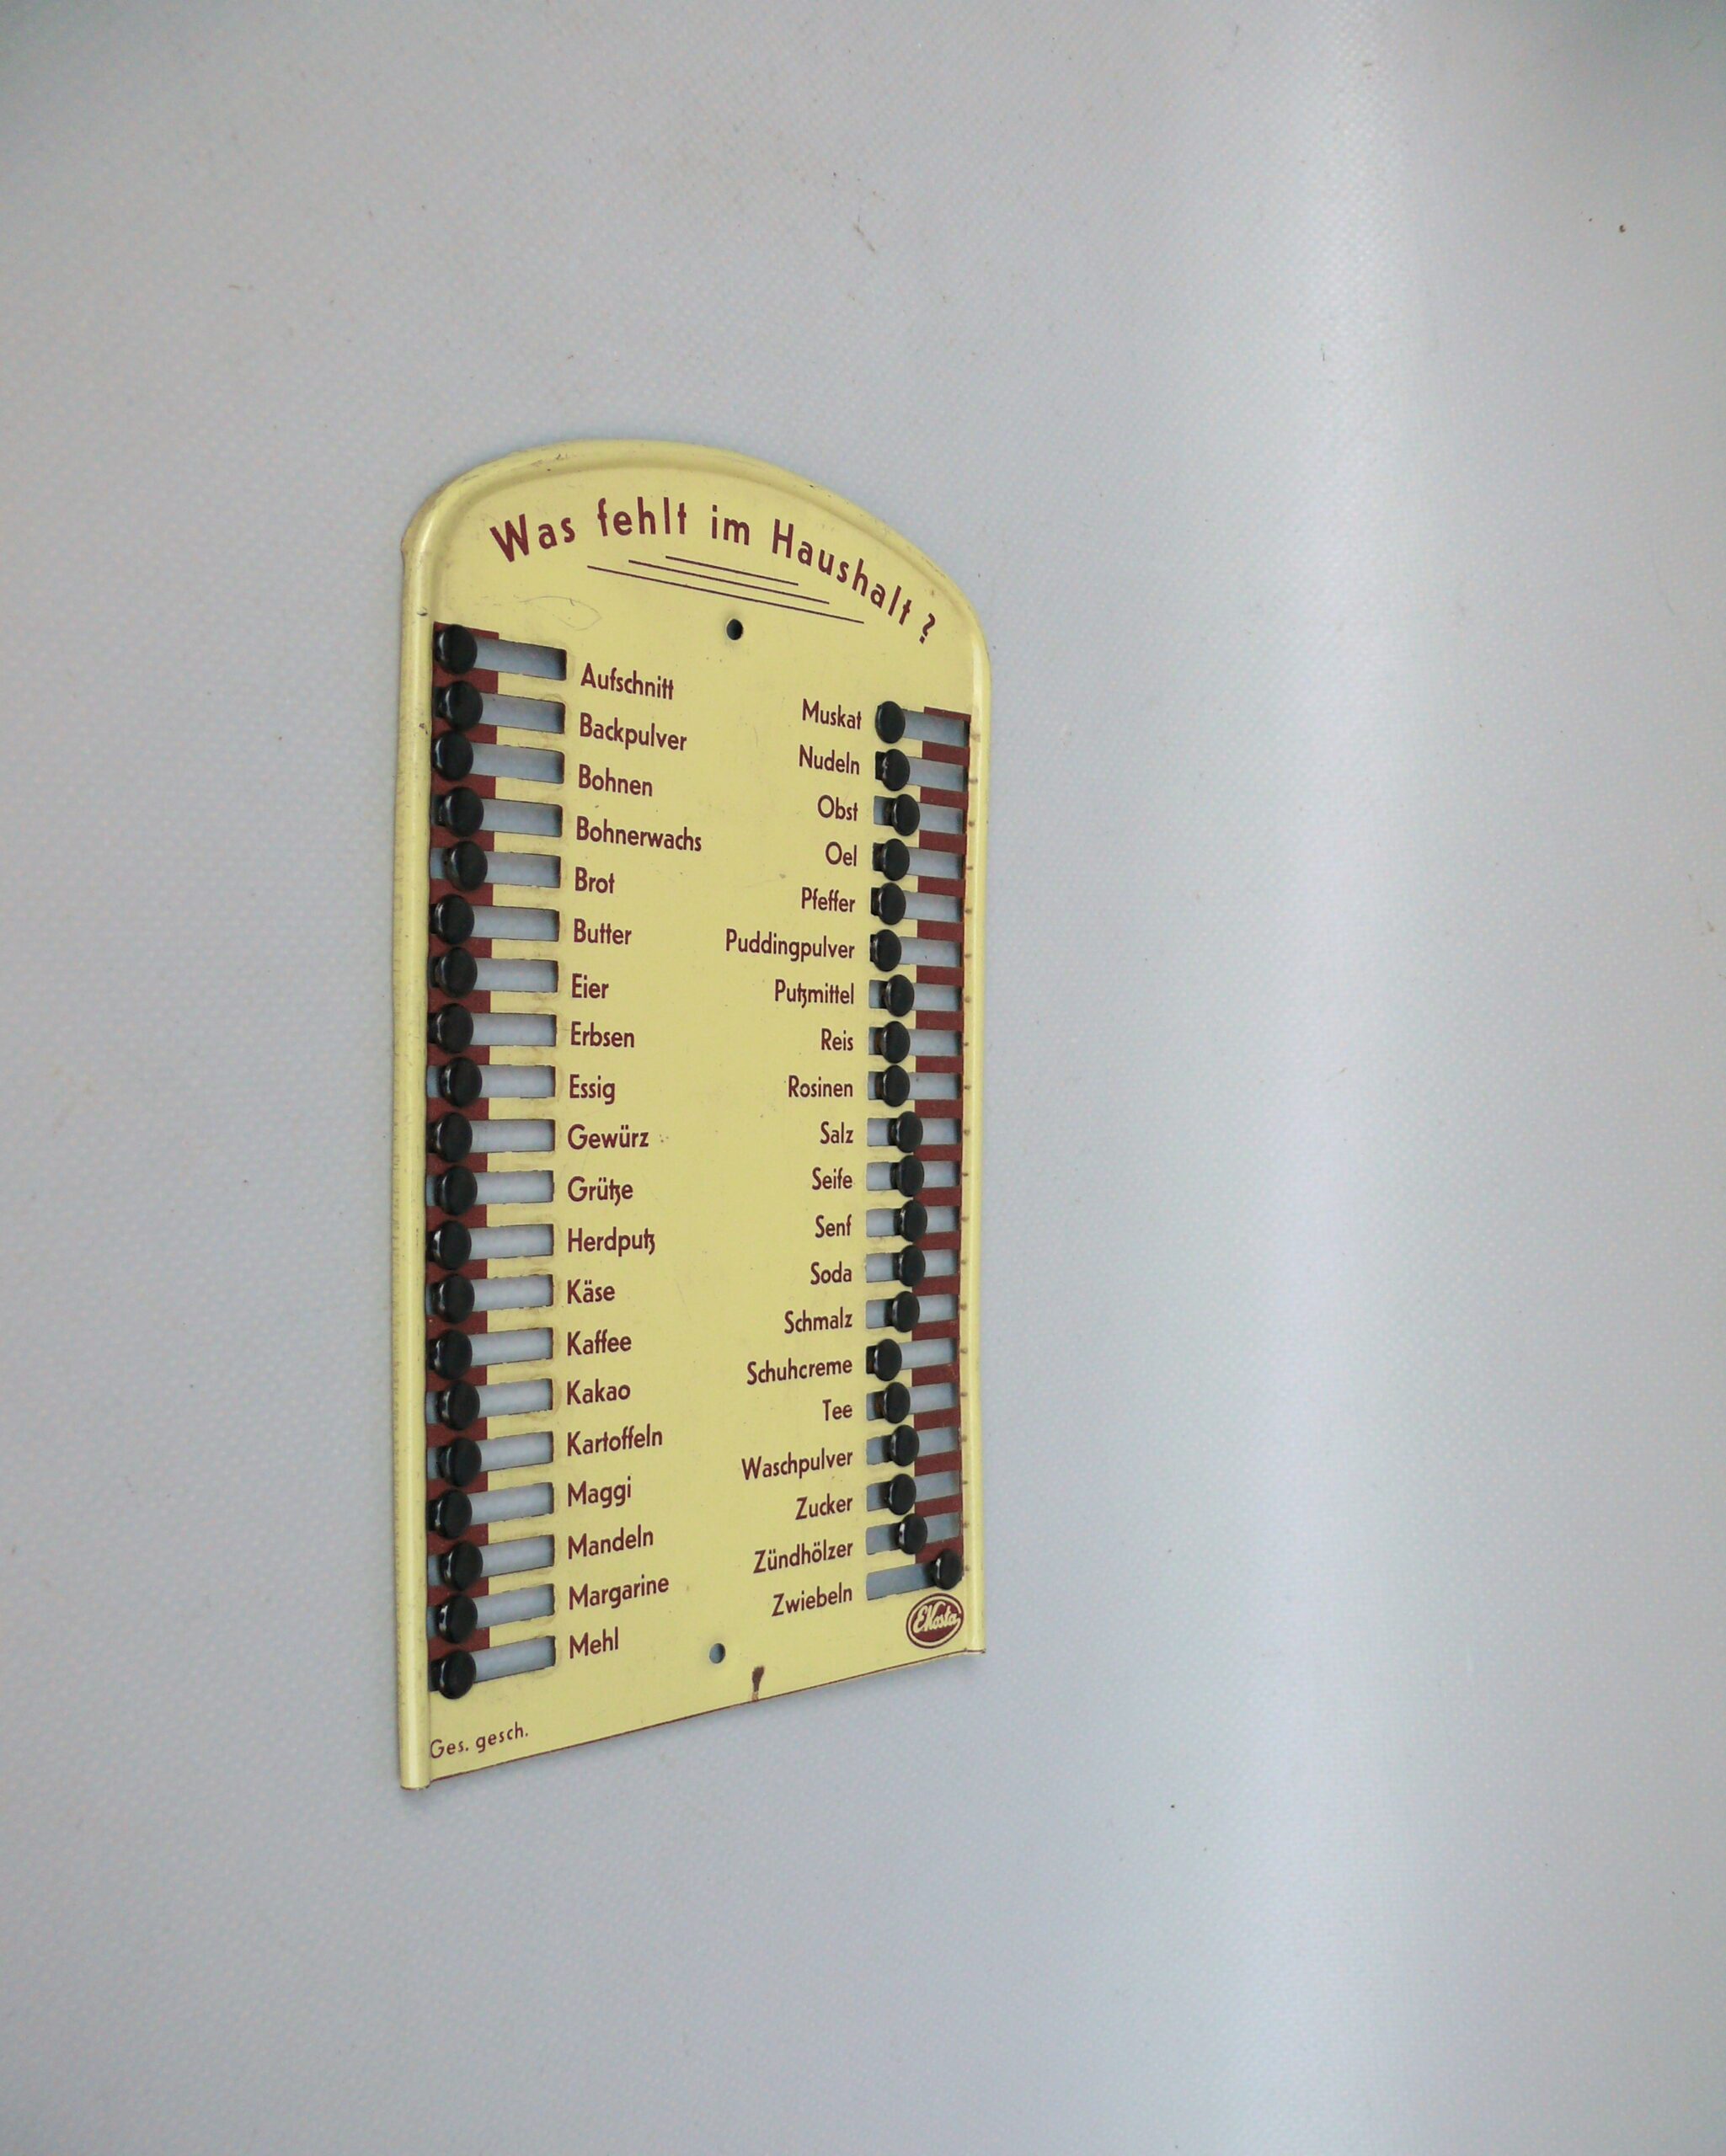 Was fehlt im Haushalt ?
Aufschnitt
Backpulver
Bohnen
Bohnerwachs
Brot
Butter
Eier
Erbsen
Essig
Gewürz
Grütze
Herdputz
Käse
Kaffee
Kakao
Kartoffeln
Maggi
Mandeln
Margarine
Mehl
Muskat
Nudeln
Obst
Oel
Pfeffer
Puddingpulver
Putzmittel
Reis
Rosinen
Salz
Seife
Senf
Soda
Schmalz
Schuhcreme
Tee
Waschpulver
Zucker
Zündhölzer
Zwiebeln
Ges. gesch.